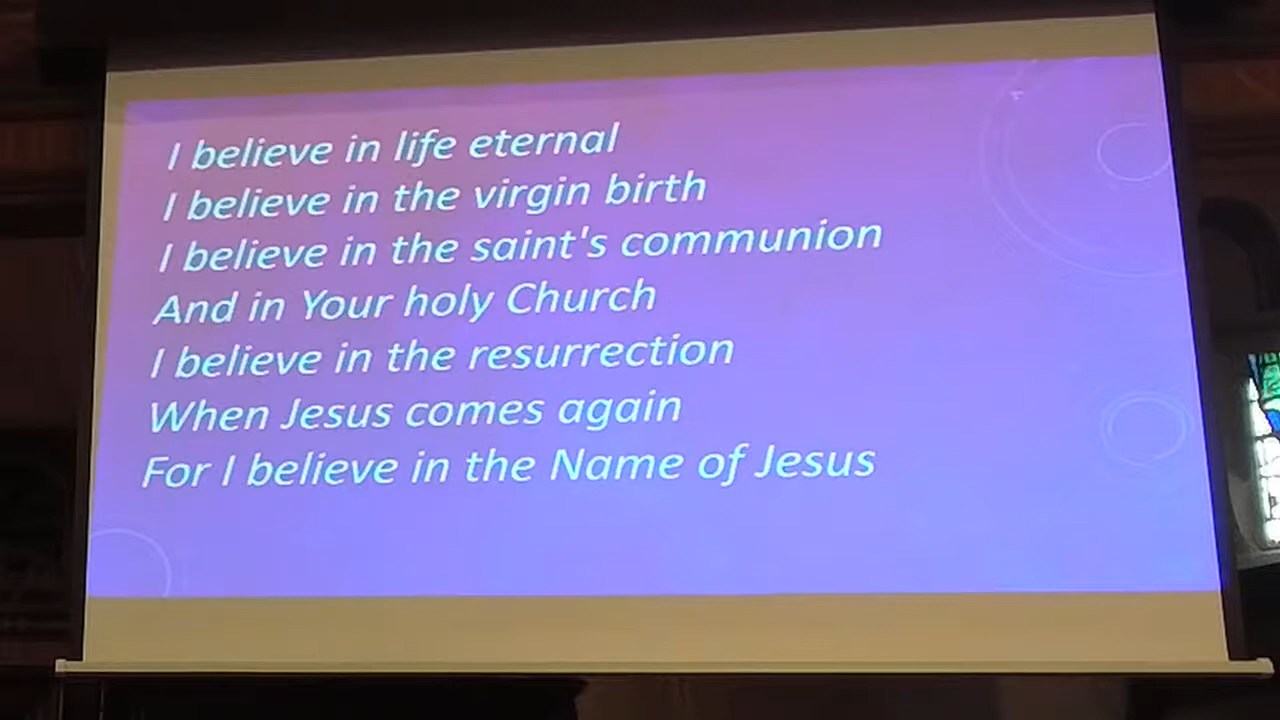 I believe in life eternal
I believe in the virgin birth
I believe in the saint's communion
And in Your holy Church
I believe in the resurrection
When Jesus comes again
For I believe in the Name of Jesus